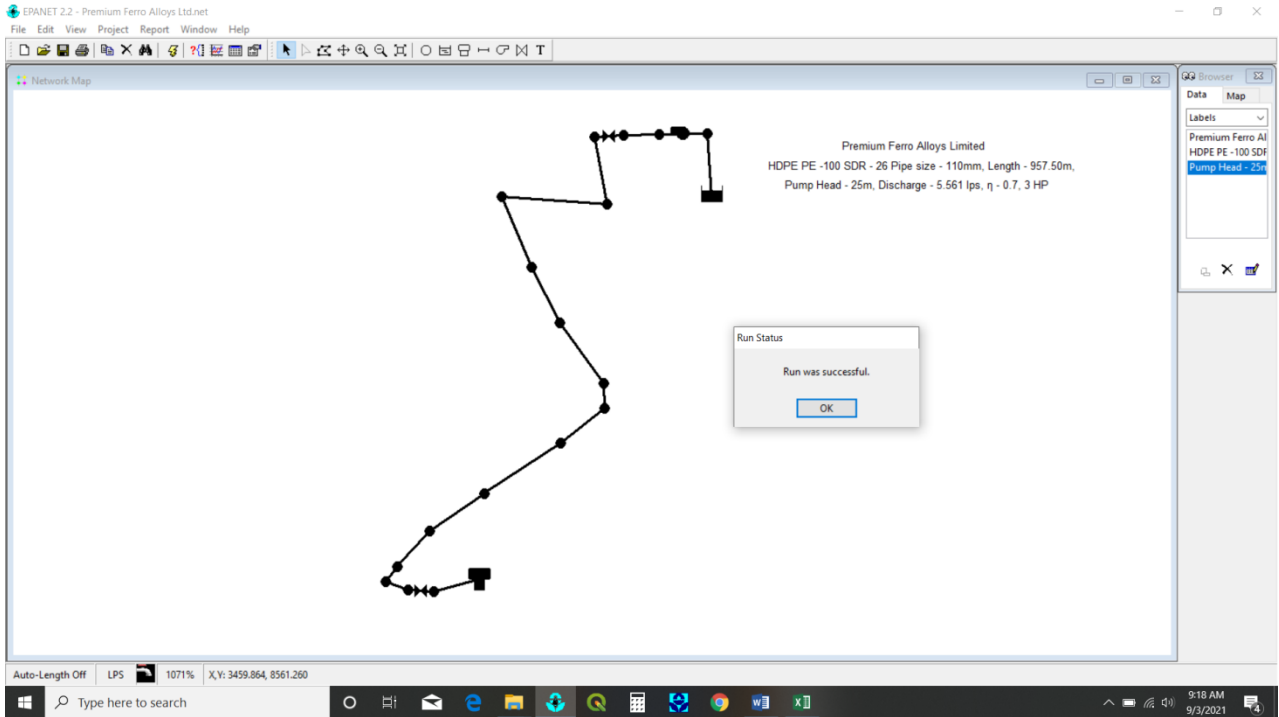 EPANET 2.2 - Premium Ferro Alloys Ltd.net
File Edit View Project Report Window Help
T
Network Map
Browser
Data Map
Labels
Premium Ferro Al
HDPE PE -100 SDF
Pump Head - 25m
Premium Ferro Alloys Limited
HDPE PE -100 SDR - 26 Pipe size - 110mm, Length - 957.50m,
Pump Head - 25m, Discharge - 5.561 lps, η - 0.7, 3 HP
Run Status
Run was successful.
OK
Auto-Length Off LPS 1071% X,Y: 3459.864, 8561.260
Type here to search
9:18 AM
9/3/2021
4